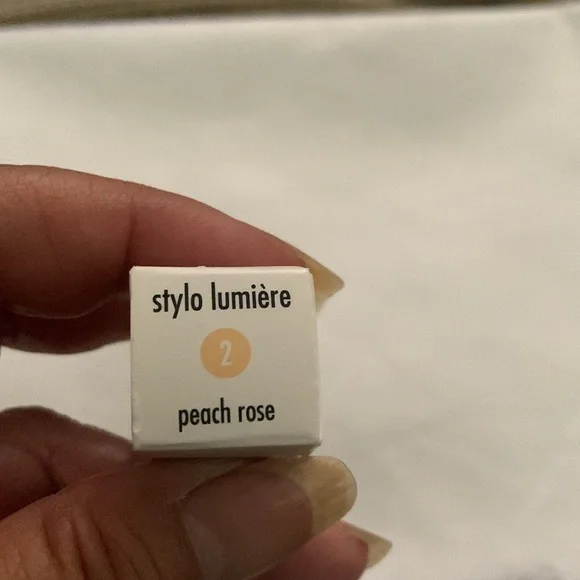 stylo lumière
2
peach rose